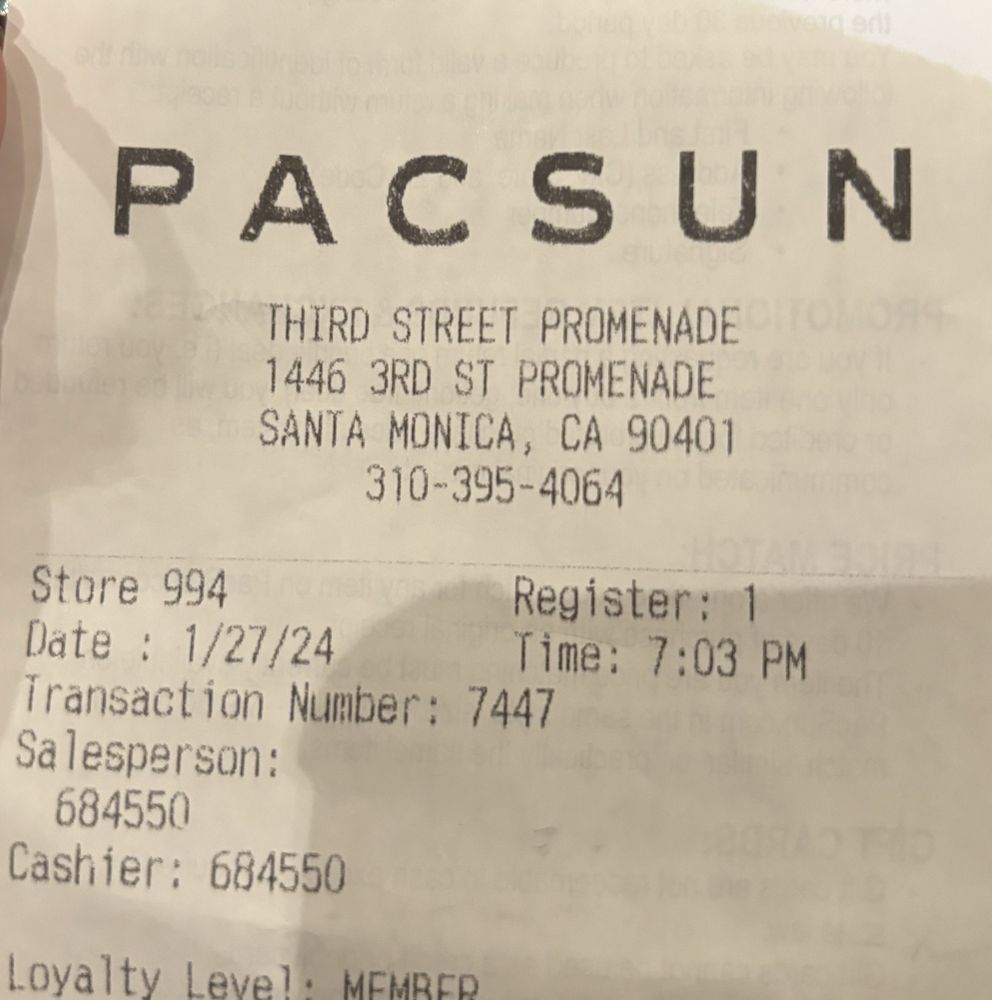 PACSUN
THIRD STREET PROMENADE
1446 3RD ST PROMENADE
SANTA MONICA, CA 90401
310-395-4064
Store 994 Register: 1
Date : 1/27/24 Time: 7:03 PM
Transaction Number: 7447
Salesperson:
684550
Cashier: 684550
Loyalty Level: MEMBER